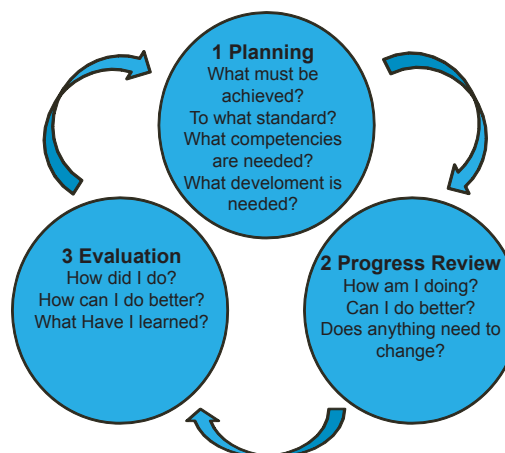 1 Planning
What must be
achieved?
To what standard?
What competencies
are needed?
What develoment is
needed?
2 Progress Review
How am I doing?
Can I do better?
Does anything need to
change?
3 Evaluation
How did I do?
How can I do better?
What Have I learned?